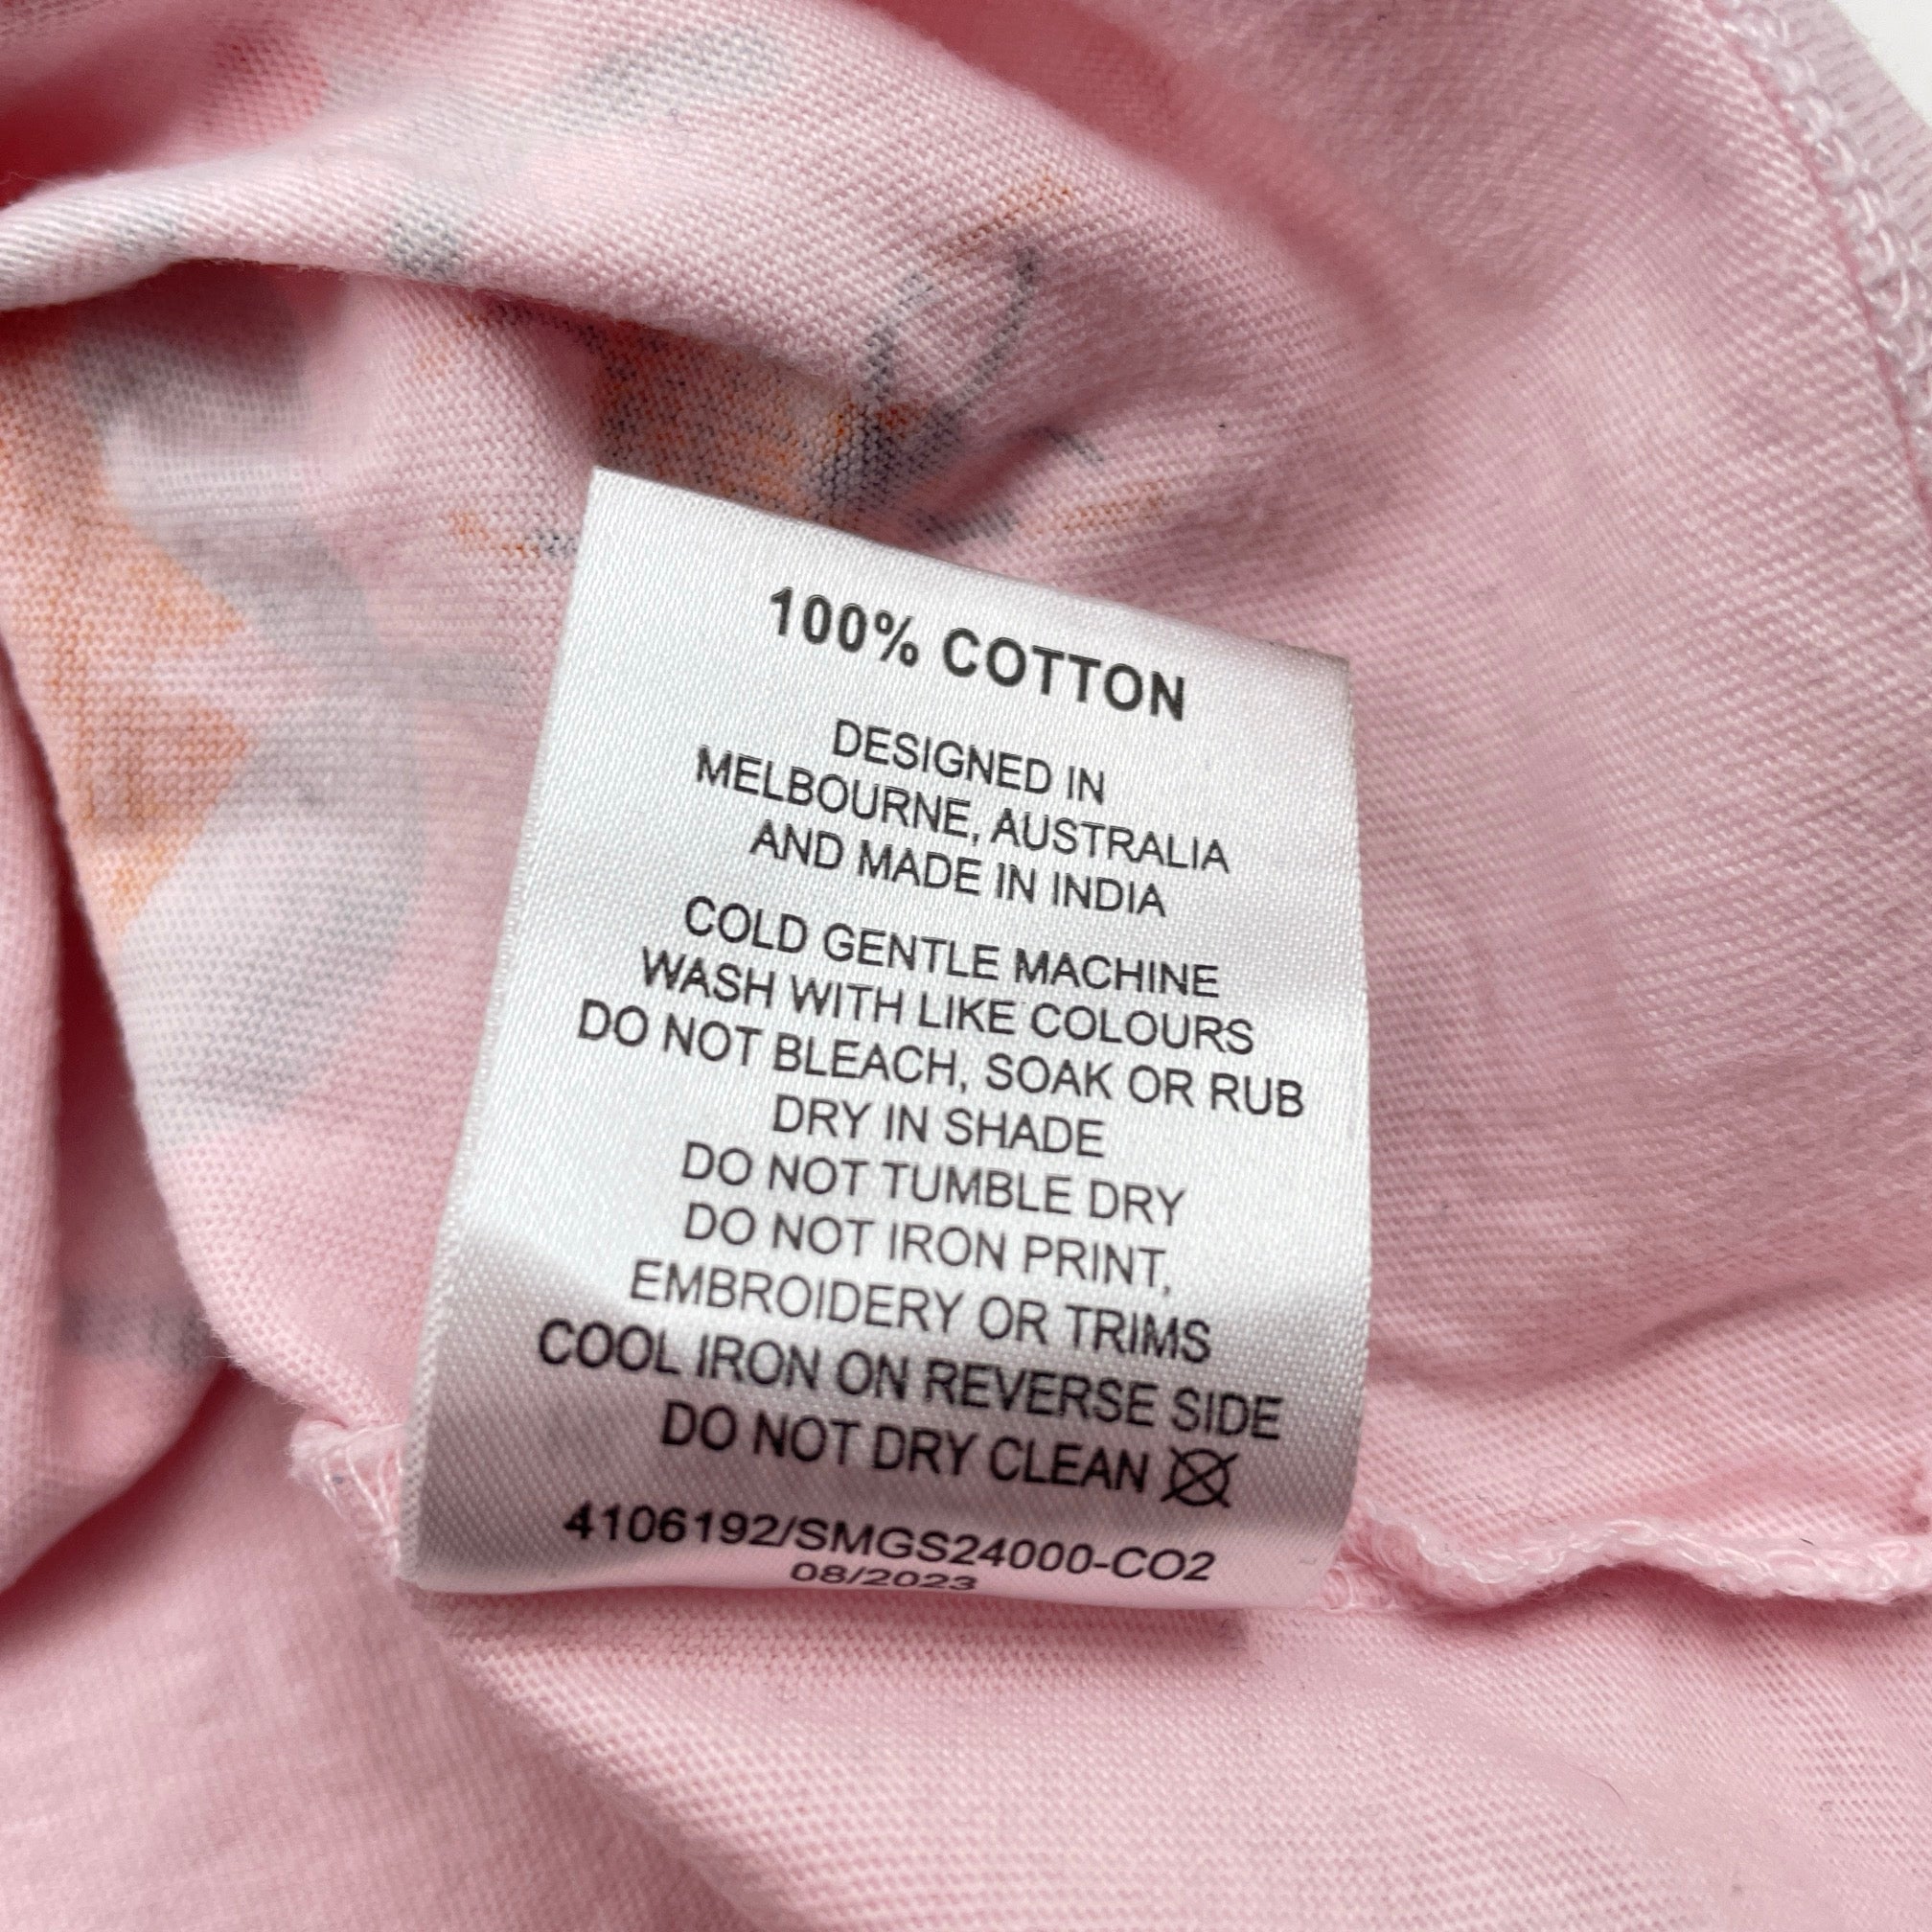 100% COTTON
DESIGNED IN
MELBOURNE, AUSTRALIA
AND MADE IN INDIA
COLD GENTLE MACHINE
WASH WITH LIKE COLOURS
DO NOT BLEACH, SOAK OR RUB
DRY IN SHADE
DO NOT TUMBLE DRY
DO NOT IRON PRINT,
EMBROIDERY OR TRIMS
COOL IRON ON REVERSE SIDE
DO NOT DRY CLEAN
4106192/SMGS24000-CO2
08/2023